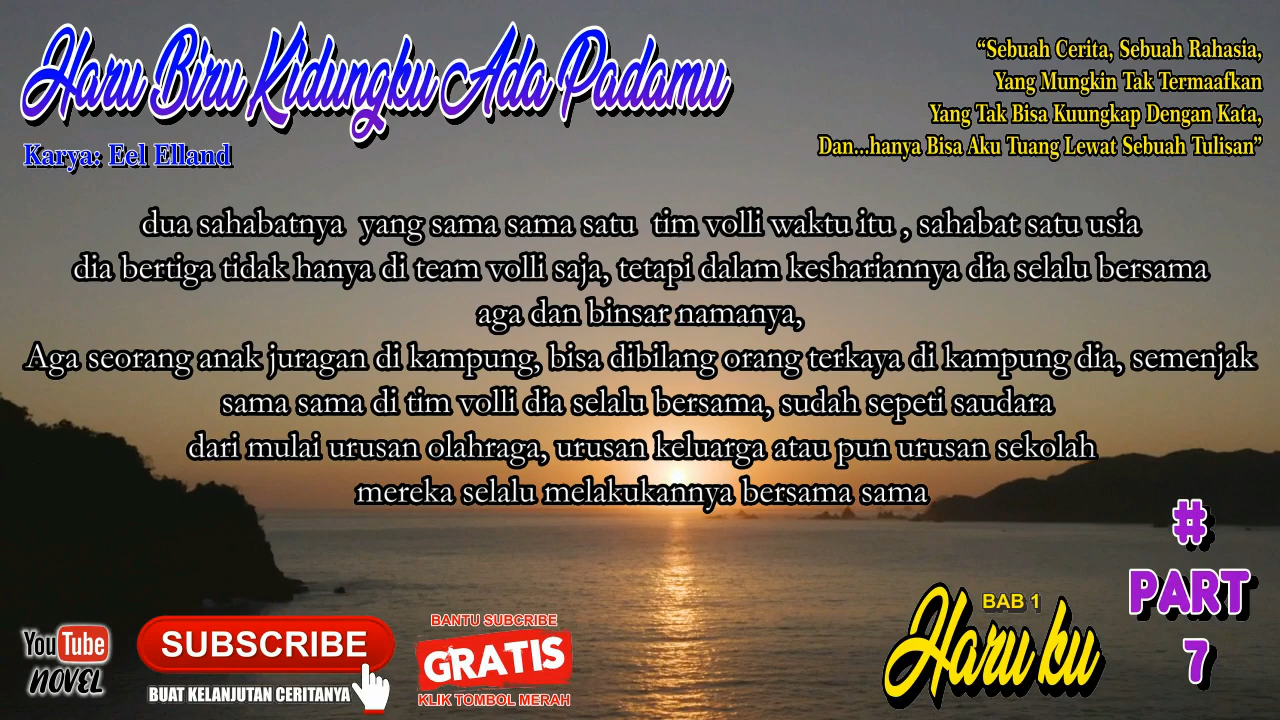 Haru Biru Kidungku Ada Padamu
Karya: Eel Elland
“Sebuah Cerita, Sebuah Rahasia,
Yang Mungkin Tak Termaafkan
Yang Tak Bisa Kuungkap Dengan Kata,
Dan...hanya Bisa Aku Tuang Lewat Sebuah Tulisan”
dua sahabatnya yang sama sama satu tim volli waktu itu , sahabat satu usia
dia bertiga tidak hanya di team volli saja, tetapi dalam keshariannya dia selalu bersama
aga dan binsar namanya,
Aga seorang anak juragan di kampung, bisa dibilang orang terkaya di kampung dia, semenjak
sama sama di tim volli dia selalu bersama, sudah sepeti saudara
dari mulai urusan olahraga, urusan keluarga atau pun urusan sekolah
mereka selalu melakukannya bersama sama
YouTube
NOVEL
SUBSCRIBE
BUAT KELANJUTAN CERITANYA
BANTU SUBCRIBE
GRATIS
KLIK TOMBOL MERAH
BAB 1
Haru ku
#
PART
7